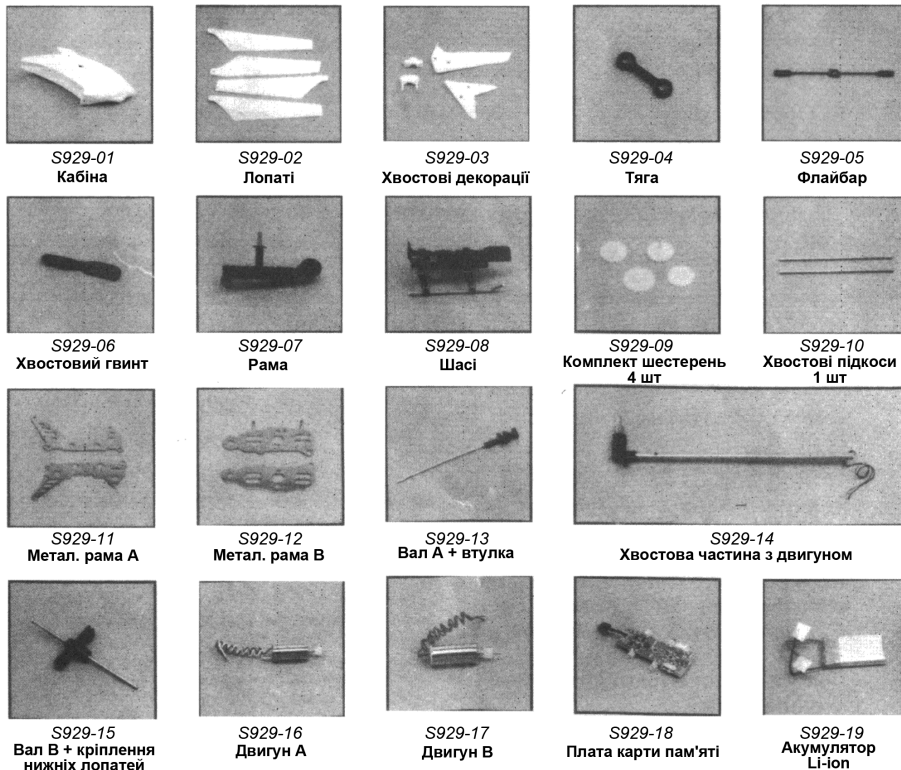 S929-01 S929-02 S929-03 S929-04 S929-05
Кабіна Лопаті Хвостові декорації Тяга Флайбар
S929-06 S929-07 S929-08 S929-09 S929-10
Хвостовий гвинт Рама Шасі Комплект шестерень Хвостові підкоси
4 шт 1 шт
S929-11 S929-12 S929-13 S929-14
Метал. рама А Метал. рама В Вал А + втулка Хвостова частина з двигуном
S929-15 S929-16 S929-17 S929-18 S929-19
Вал В + кріплення Двигун А Двигун В Плата карти пам'яті Акумулятор
нижніх лопатей Li-ion